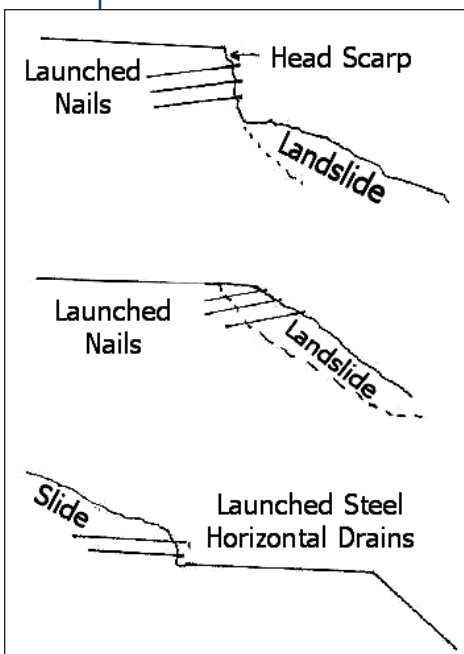 Head Scarp
Launched
Nails
Landslide
Launched
Nails
Landslide
Slide
Launched Steel
Horizontal Drains